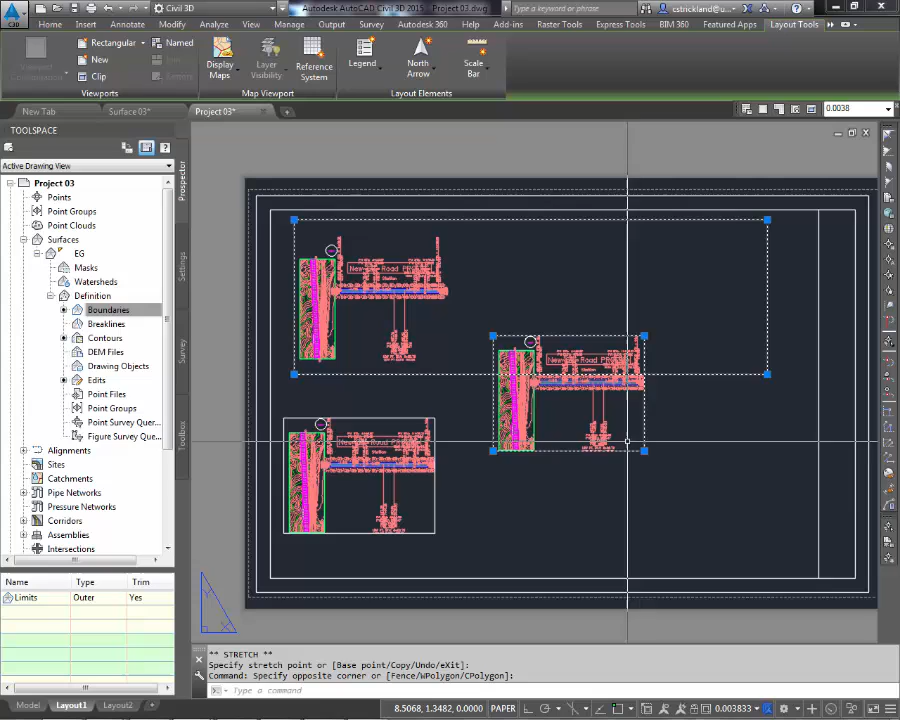 Civil 3D
Autodesk AutoCAD Civil 3D 2015 - Project 03.dwg
Type a keyword or phrase
cstrickland@u...
C3D
Home
Insert
Annotate
Modify
Analyze
View
Manage
Output
Survey
Autodesk 360
Help
Add-ins
Raster Tools
Express Tools
BIM 360
Featured Apps
Layout Tools
Rectangular
Named
New
Clip
Viewports
Display Maps
Layer Visibility
Reference System
Map Viewport
Legend
North Arrow
Scale Bar
Layout Elements
New Tab
Surface 03*
Project 03*
0.0038
TOOLSPACE
Active Drawing View
Project 03
Points
Point Groups
Point Clouds
Surfaces
EG
Masks
Watersheds
Definition
Boundaries
Breaklines
Contours
DEM Files
Drawing Objects
Edits
Point Files
Point Groups
Point Survey Que...
Figure Survey Que...
Alignments
Sites
Catchments
Pipe Networks
Pressure Networks
Corridors
Assemblies
Intersections
Prospector
Settings
Survey
Toolbox
Name Type Trim
Limits Outer Yes
** STRETCH **
Specify stretch point or [Base point/Copy/Undo/eXit]:
Command: Specify opposite corner or [Fence/WPolygon/CPolygon]:
Type a command
Model
Layout1
Layout2
8.5068, 1.3482, 0.0000
PAPER
0.003833